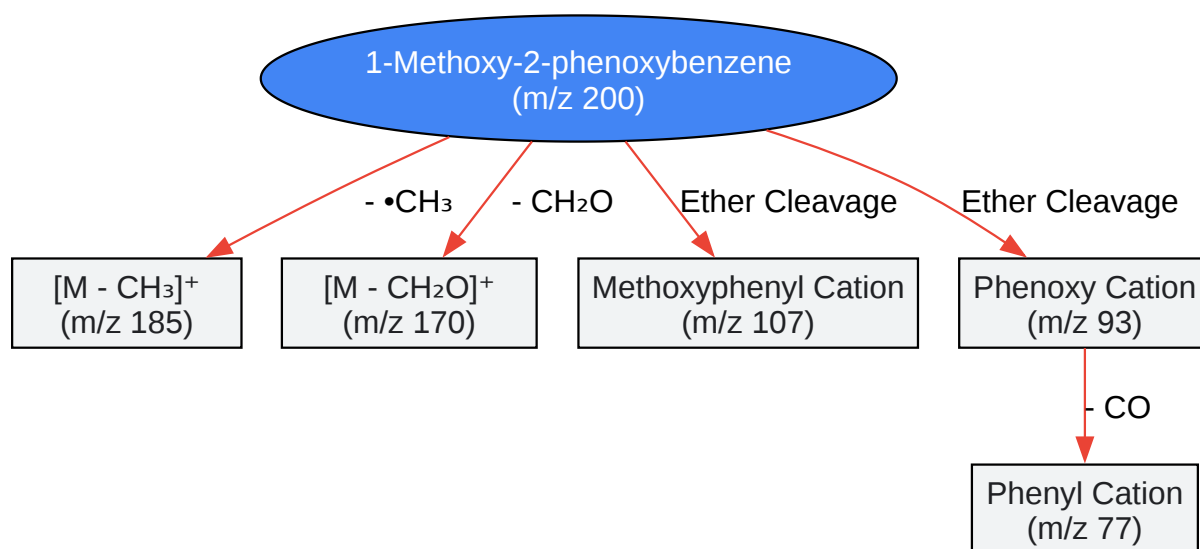 1-Methoxy-2-phenoxybenzene
(m/z 200)
- •CH₃
- CH₂O
Ether Cleavage
Ether Cleavage
[M - CH₃]⁺
(m/z 185)
[M - CH₂O]⁺
(m/z 170)
Methoxyphenyl Cation
(m/z 107)
Phenoxy Cation
(m/z 93)
- CO
Phenyl Cation
(m/z 77)